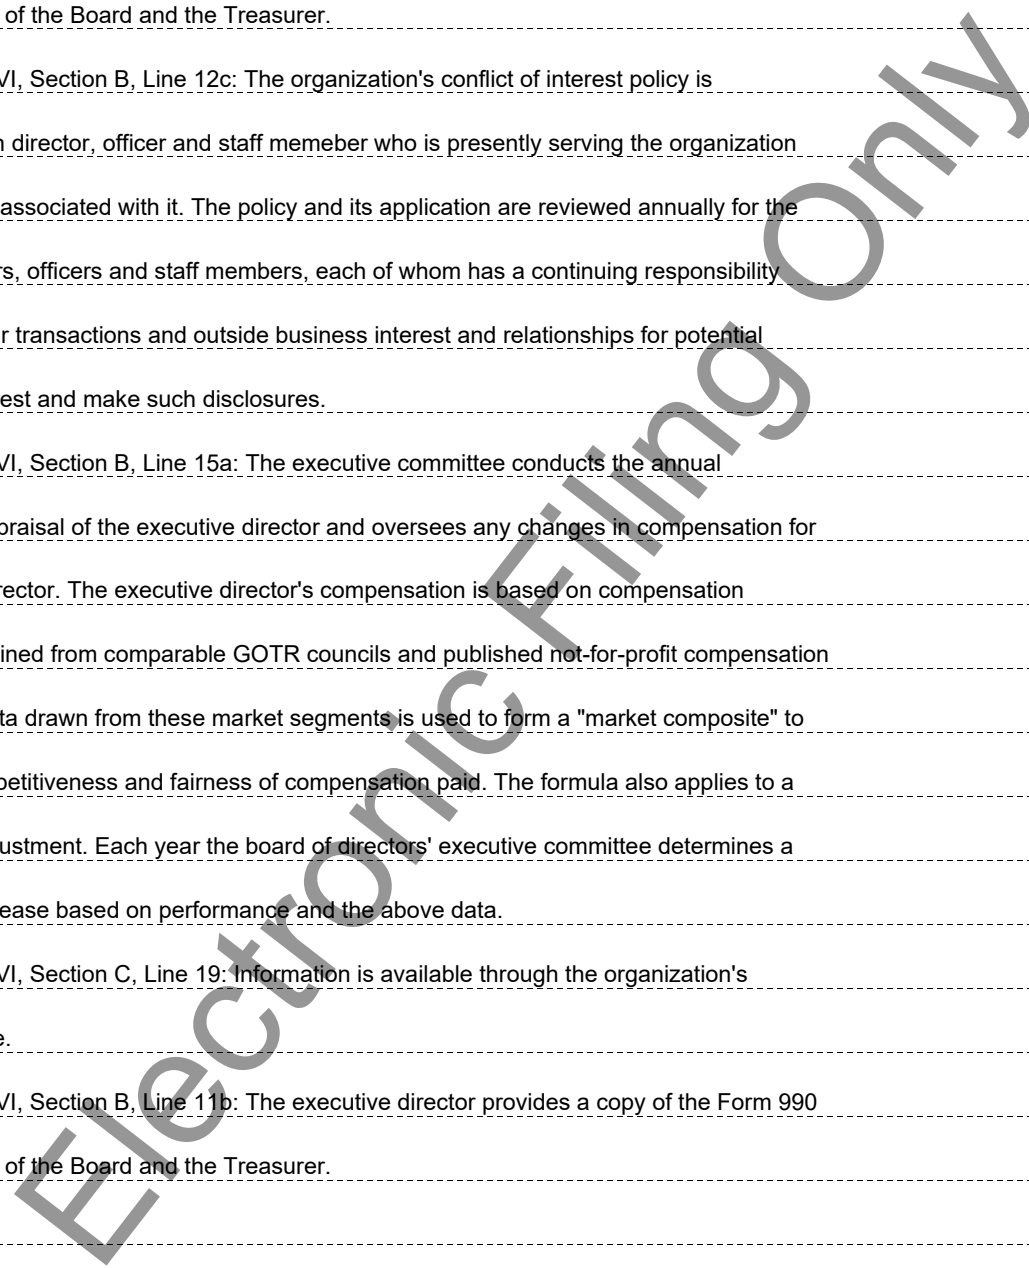 of the Board and the Treasurer.
VI, Section B, Line 12c: The organization's conflict of interest policy is
director, officer and staff memeber who is presently serving the organization
associated with it. The policy and its application are reviewed annually for the
rs, officers and staff members, each of whom has a continuing responsibility
r transactions and outside business interest and relationships for potential
est and make such disclosures.
VI, Section B, Line 15a: The executive committee conducts the annual
praisal of the executive director and oversees any changes in compensation for
rector. The executive director's compensation is based on compensation
ined from comparable GOTR councils and published not-for-profit compensation
ta drawn from these market segments is used to form a "market composite" to
petitiveness and fairness of compensation paid. The formula also applies to a
ustment. Each year the board of directors' executive committee determines a
ease based on performance and the above data.
VI, Section C, Line 19: Information is available through the organization's
e.
VI, Section B, Line 11b: The executive director provides a copy of the Form 990
of the Board and the Treasurer.
Electronic Filing Only